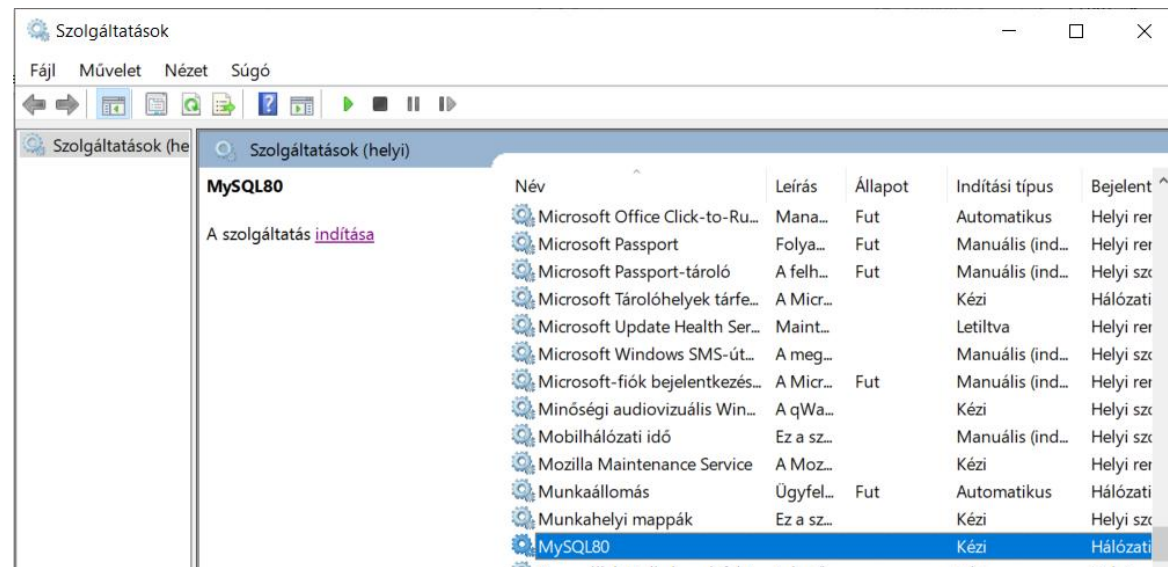 Szolgáltatások
Fájl Művelet Nézet Súgó
Szolgáltatások (he
Szolgáltatások (helyi)
MySQL80
A szolgáltatás indítása
Név Leírás Állapot Indítási típus Bejelent
Microsoft Office Click-to-Ru... Mana... Fut Automatikus Helyi rer
Microsoft Passport Folya... Fut Manuális (ind... Helyi rer
Microsoft Passport-tároló A felh... Fut Manuális (ind... Helyi szo
Microsoft Tárolóhelyek tárfe... A Micr... Kézi Hálózati
Microsoft Update Health Ser... Maint... Letiltva Helyi rer
Microsoft Windows SMS-út... A meg... Manuális (ind... Helyi szo
Microsoft-fiók bejelentkezés... A Micr... Fut Manuális (ind... Helyi rer
Minőségi audiovizuális Win... A qWa... Kézi Helyi szo
Mobilhálózati idő Ez a sz... Manuális (ind... Helyi szo
Mozilla Maintenance Service A Moz... Kézi Helyi rer
Munkaállomás Ügyfel... Fut Automatikus Hálózati
Munkahelyi mappák Ez a sz... Kézi Helyi szo
MySQL80 Kézi Hálózati